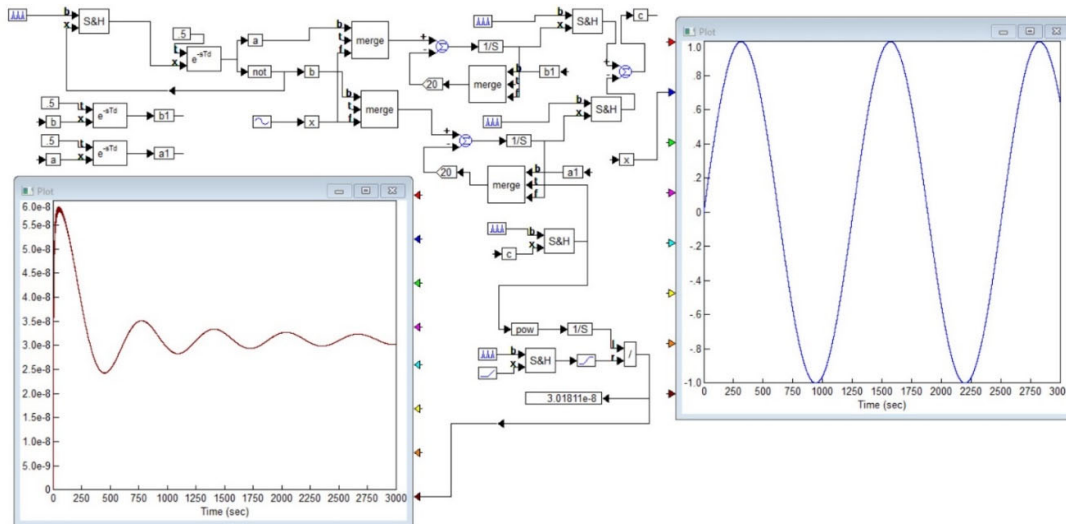 b
x
S&H
.5
t
x
e^-sTd
a
not
b
b
t
f
merge
b
t
f
merge
+
-
Σ
1/S
b
x
S&H
c
+
-
Σ
20
merge
b
t
f
b1
b
x
S&H
.5
b
t
x
e^-sTd
b1
x
+
-
Σ
1/S
x
.5
a
t
x
e^-sTd
a1
20
merge
b
t
f
a1
b
x
S&H
c
pow
1/S
b
x
S&H
l
r
/
3.01811e-8
Plot
6.0e-8
5.5e-8
5.0e-8
4.5e-8
4.0e-8
3.5e-8
3.0e-8
2.5e-8
2.0e-8
1.5e-8
1.0e-8
5.0e-9
0
0 250 500 750 1000 1250 1500 1750 2000 2250 2500 2750 3000
Time (sec)
Plot
1.0
.8
.6
.4
.2
0
-.2
-.4
-.6
-.8
-1.0
0 250 500 750 1000 1250 1500 1750 2000 2250 2500 2750 3000
Time (sec)